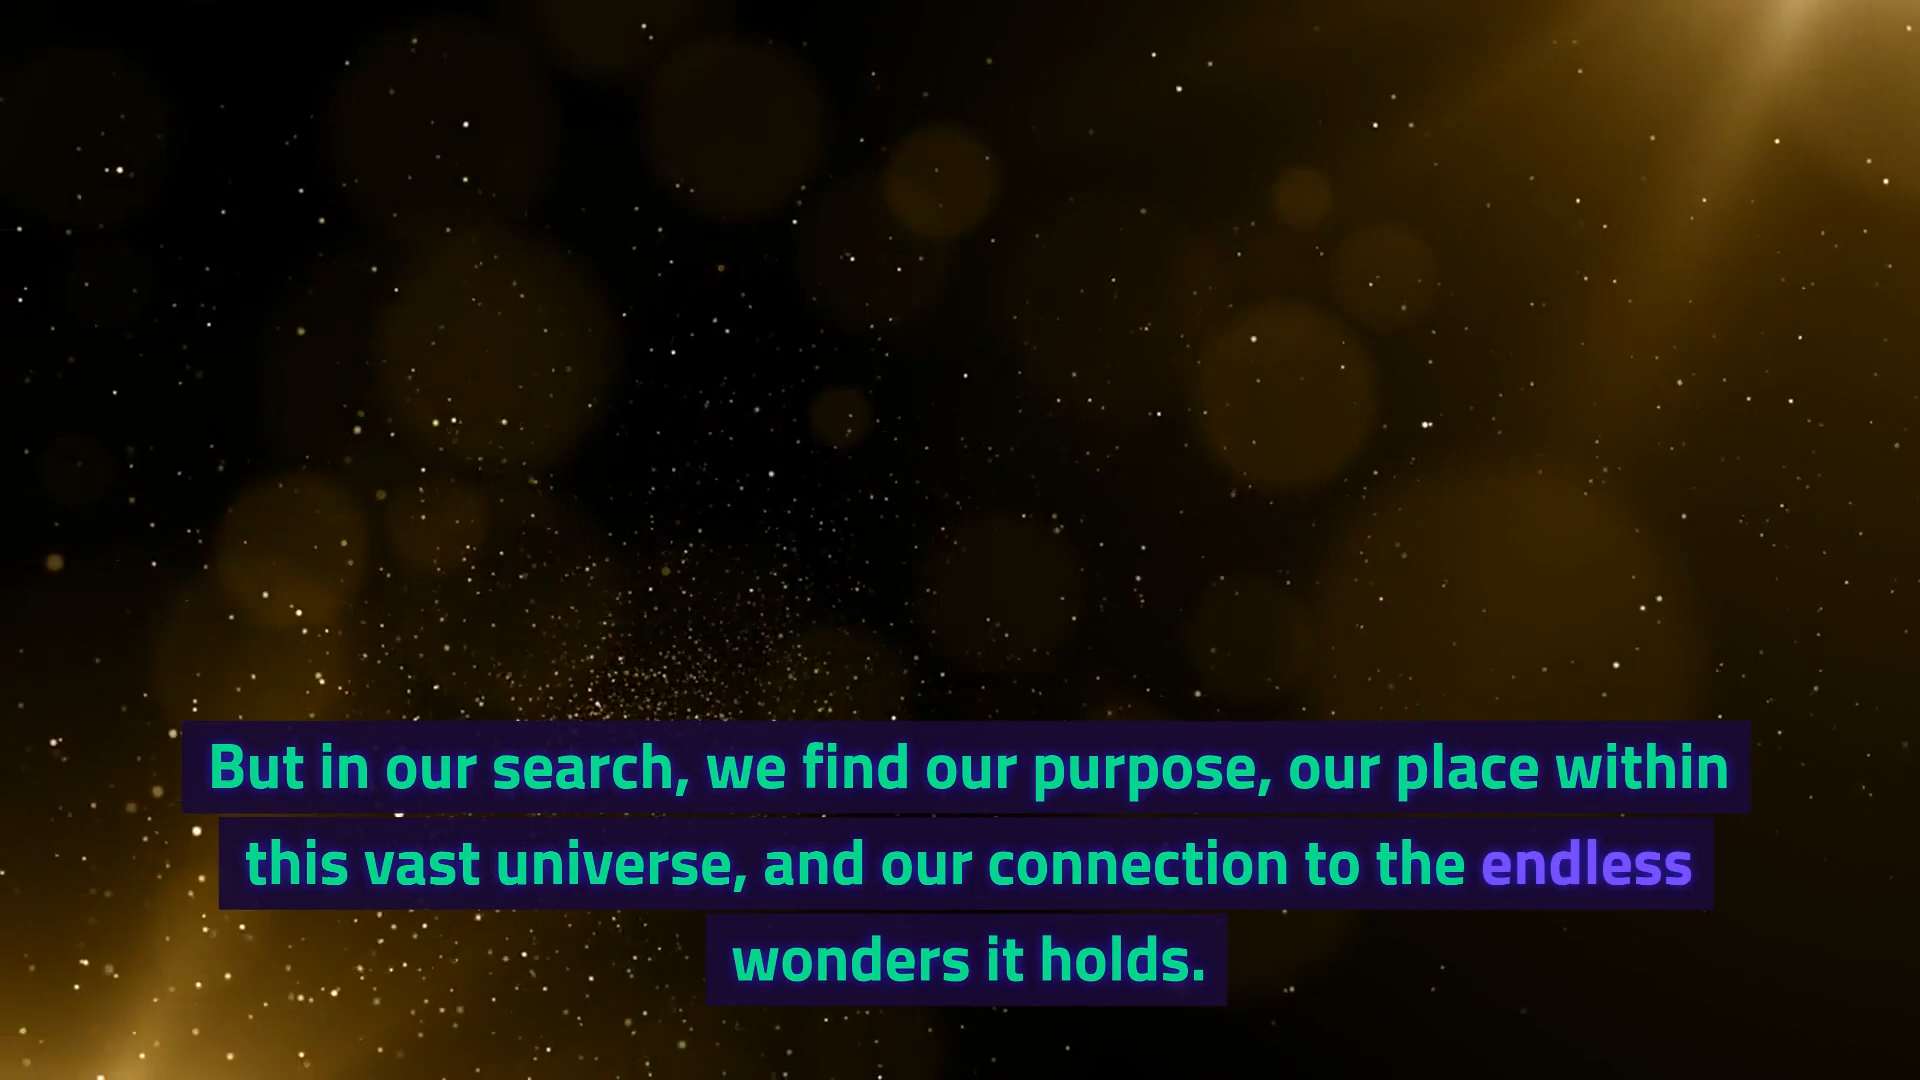 But in our search, we find our purpose, our place within
this vast universe, and our connection to the endless
wonders it holds.